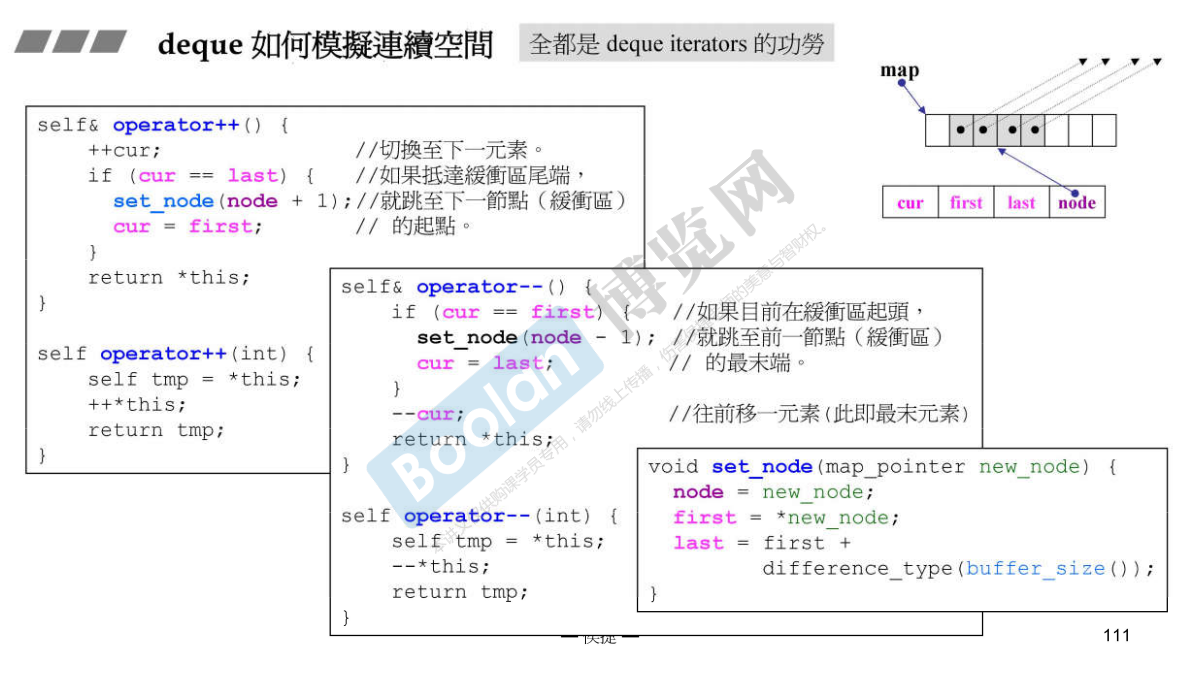 deque 如何模擬連續空間
全都是 deque iterators 的功勞
map
cur first last node
self& operator++() {
++cur; //切換至下一元素。
if (cur == last) { //如果抵達緩衝區尾端，
set_node(node + 1);//就跳至下一節點（緩衝區）
cur = first; // 的起點。
}
return *this;
}
self operator++(int) {
self tmp = *this;
++*this;
return tmp;
}
self& operator--() {
if (cur == first) { //如果目前在緩衝區起頭，
set_node(node - 1); //就跳至前一節點（緩衝區）
cur = last; // 的最末端。
}
--cur; //往前移一元素(此即最末元素)
return *this;
}
self operator--(int) {
self tmp = *this;
--*this;
return tmp;
}
void set_node(map_pointer new_node) {
node = new_node;
first = *new_node;
last = first +
difference_type(buffer_size());
}
Boolan 博览网
111